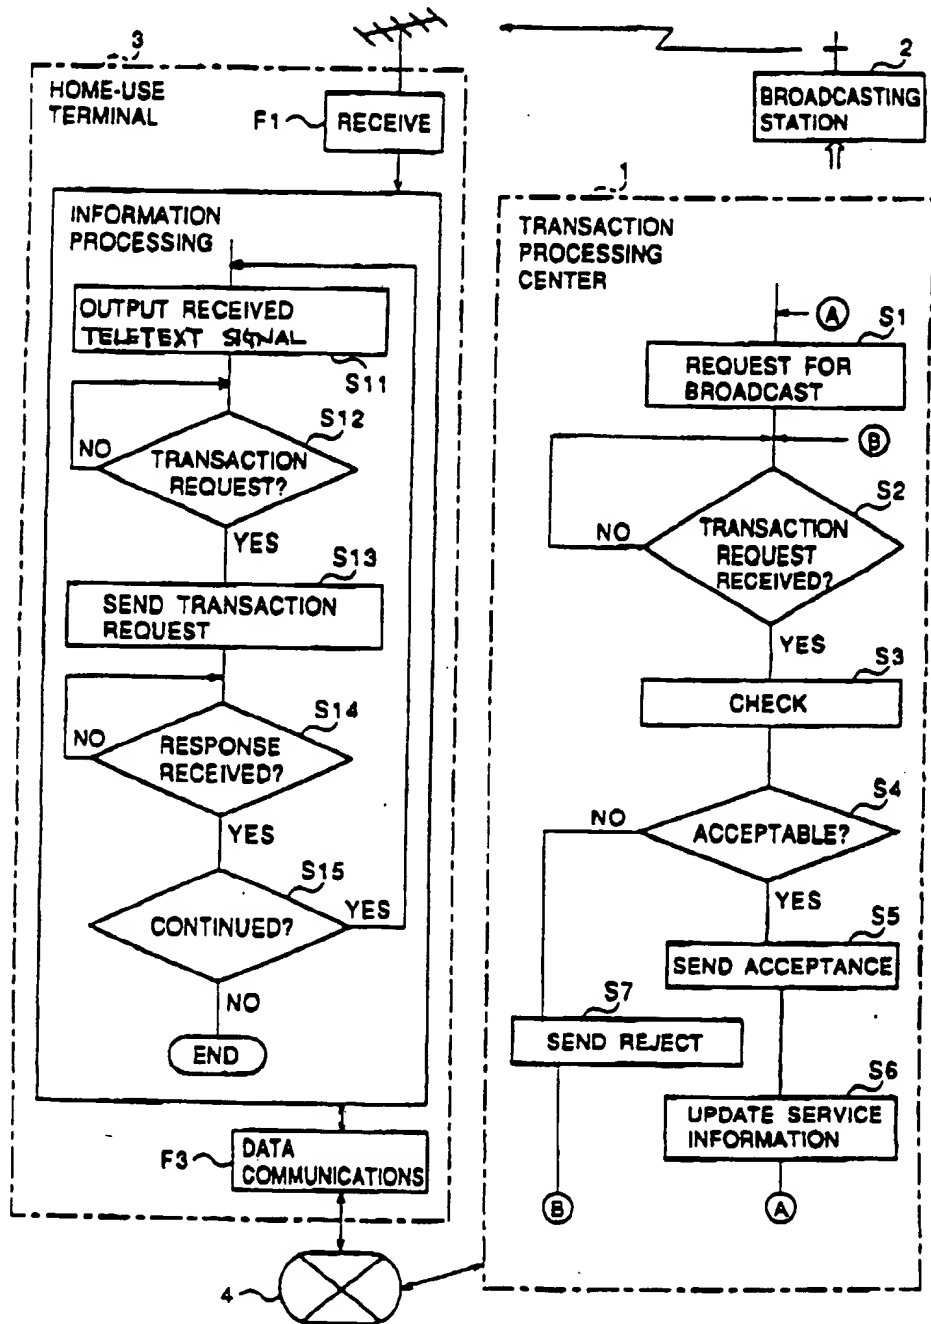 3
HOME-USE
TERMINAL
F1
RECEIVE
2
BROADCASTING
STATION
INFORMATION
PROCESSING
OUTPUT RECEIVED
TELETEXT SIGNAL
S11
S12
NO
TRANSACTION
REQUEST?
YES
S13
SEND TRANSACTION
REQUEST
S14
NO
RESPONSE
RECEIVED?
YES
S15
CONTINUED?
YES
NO
END
F3
DATA
COMMUNICATIONS
4
1
TRANSACTION
PROCESSING
CENTER
A
S1
REQUEST FOR
BROADCAST
B
S2
NO
TRANSACTION
REQUEST
RECEIVED?
YES
S3
CHECK
S4
NO
ACCEPTABLE?
YES
S5
SEND ACCEPTANCE
S7
SEND REJECT
S6
UPDATE SERVICE
INFORMATION
B
A